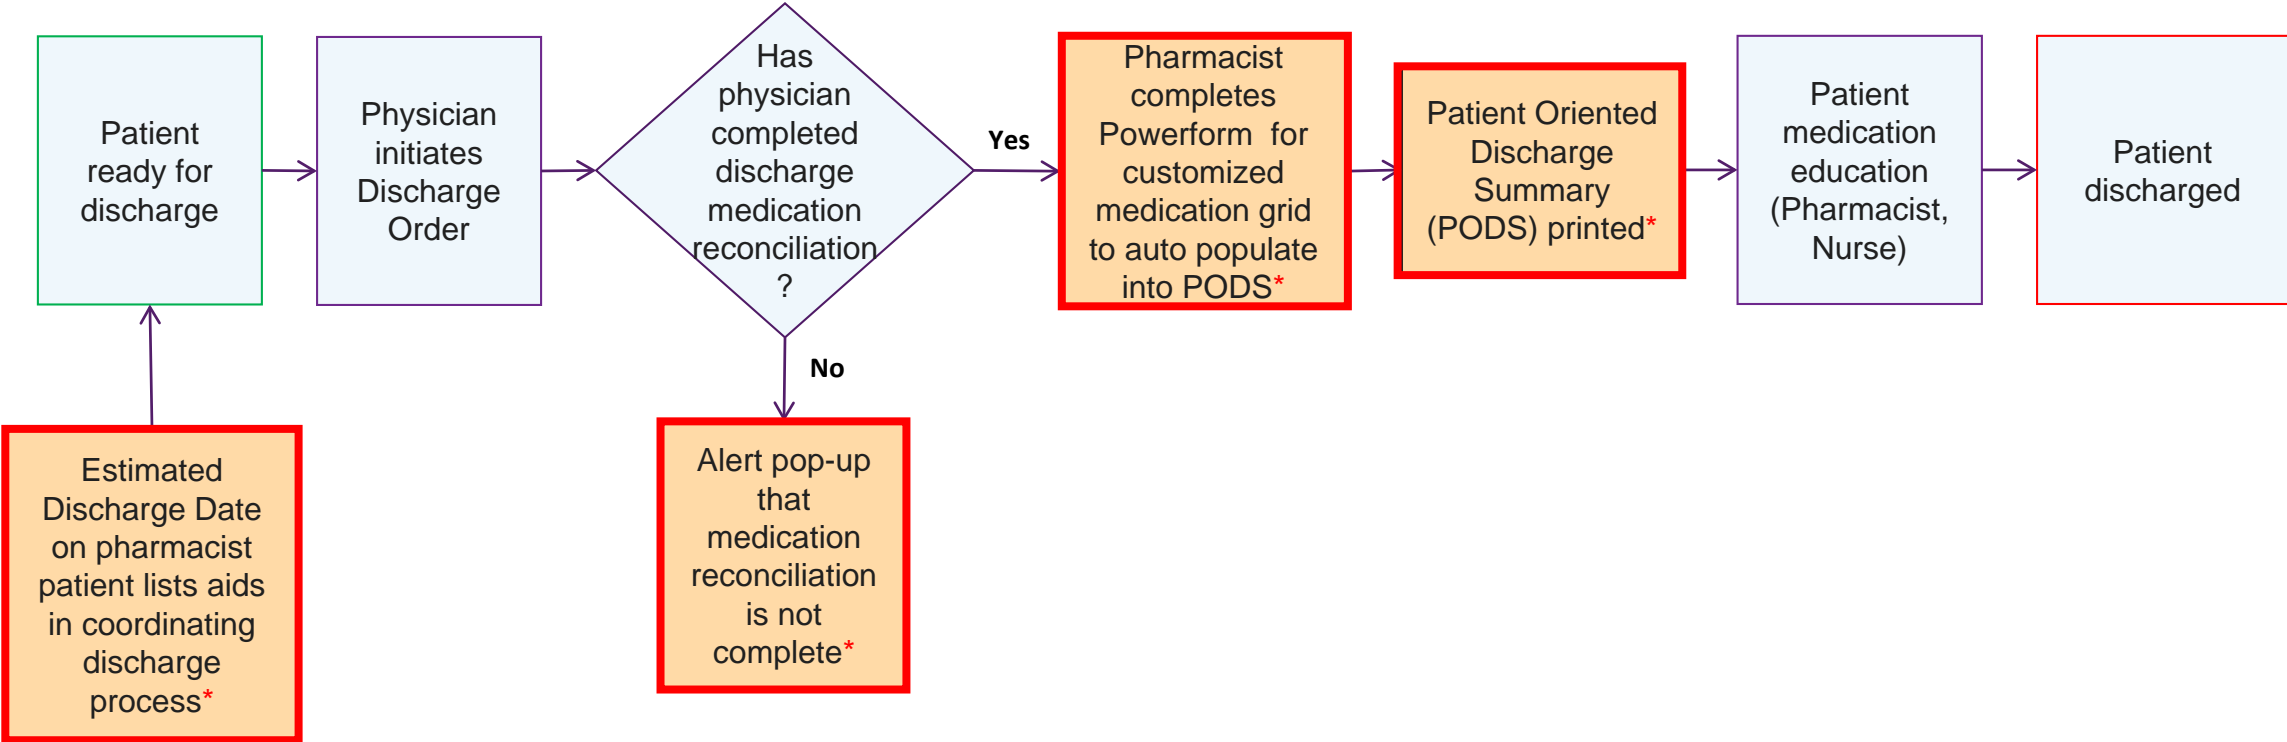 Patient
ready for
discharge
Physician
initiates
Discharge
Order
Has
physician
completed
discharge
medication
reconciliation
?
Yes
Pharmacist
completes
Powerform for
customized
medication grid
to auto populate
into PODS*
Patient Oriented
Discharge
Summary
(PODS) printed*
Patient
medication
education
(Pharmacist,
Nurse)
Patient
discharged
No
Estimated
Discharge Date
on pharmacist
patient lists aids
in coordinating
discharge
process*
Alert pop-up
that
medication
reconciliation
is not
complete*